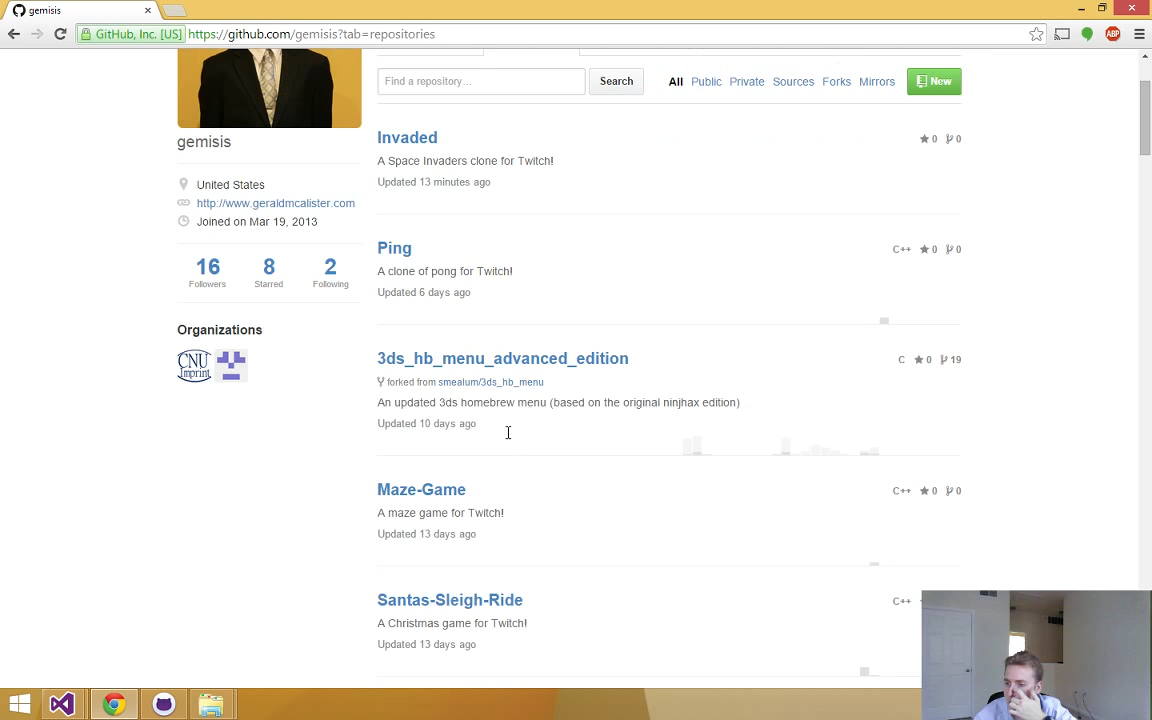 gemisis
GitHub, Inc. [US] https://github.com/gemisis?tab=repositories
ABP
Find a repository... Search All Public Private Sources Forks Mirrors New
gemisis
United States
http://www.geraldmcalister.com
Joined on Mar 19, 2013
16 8 2
Followers Starred Following
Organizations
CNU
Imprint
Invaded 0 0
A Space Invaders clone for Twitch!
Updated 13 minutes ago
Ping C++ 0 0
A clone of pong for Twitch!
Updated 6 days ago
3ds_hb_menu_advanced_edition C 0 19
forked from smealum/3ds_hb_menu
An updated 3ds homebrew menu (based on the original ninjhax edition)
Updated 10 days ago
Maze-Game C++ 0 0
A maze game for Twitch!
Updated 13 days ago
Santas-Sleigh-Ride C++
A Christmas game for Twitch!
Updated 13 days ago